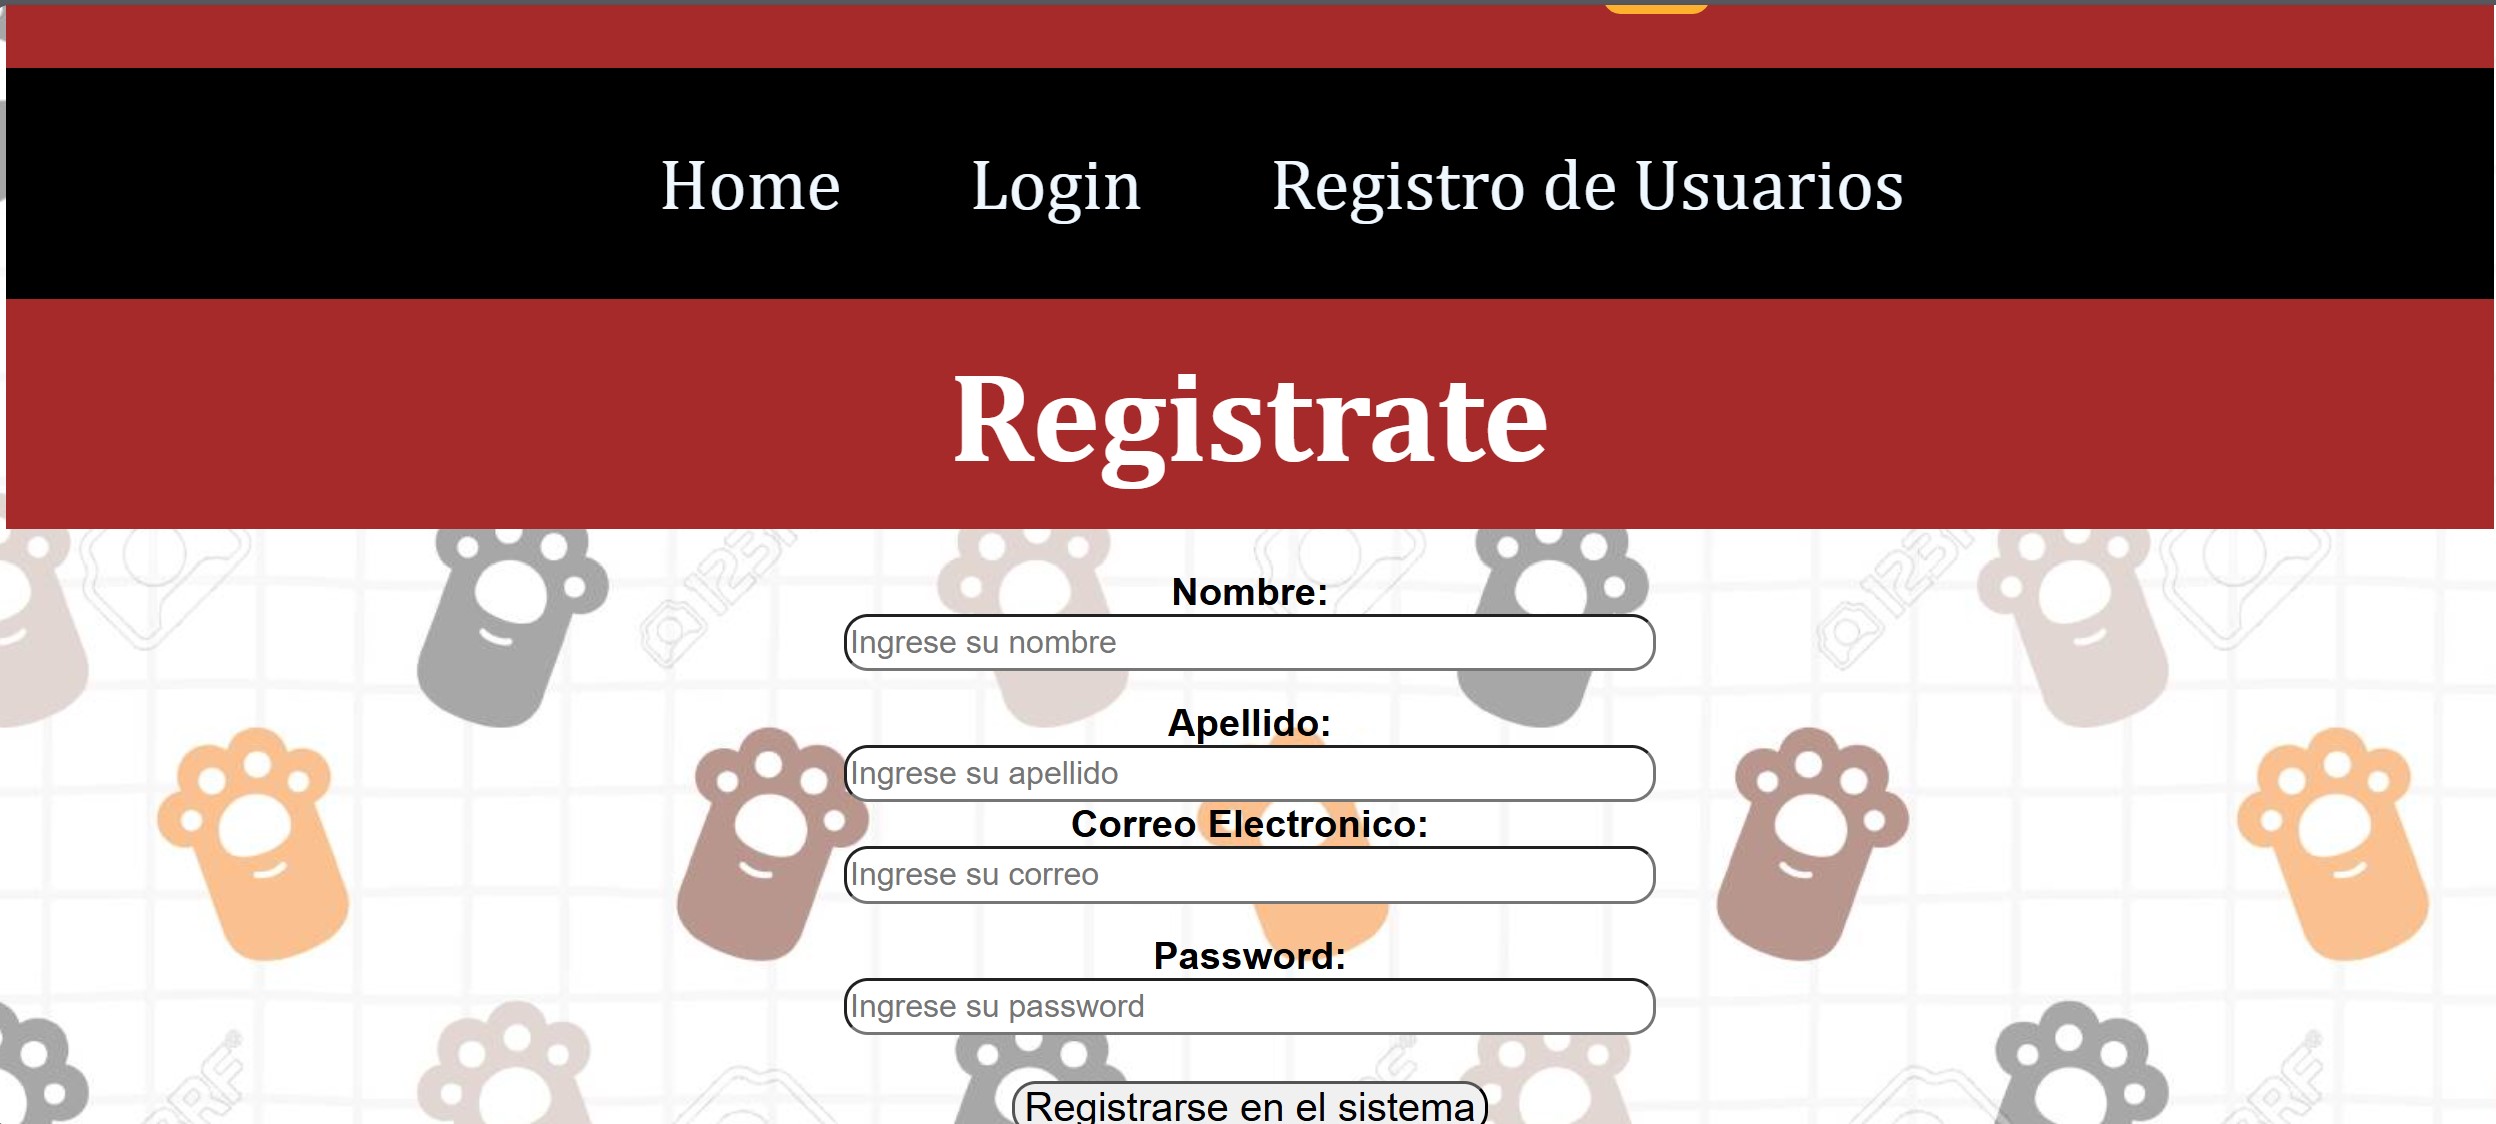 Home Login Registro de Usuarios
Registrate
Nombre:
Ingrese su nombre
Apellido:
Ingrese su apellido
Correo Electronico:
Ingrese su correo
Password:
Ingrese su password
Registrarse en el sistema